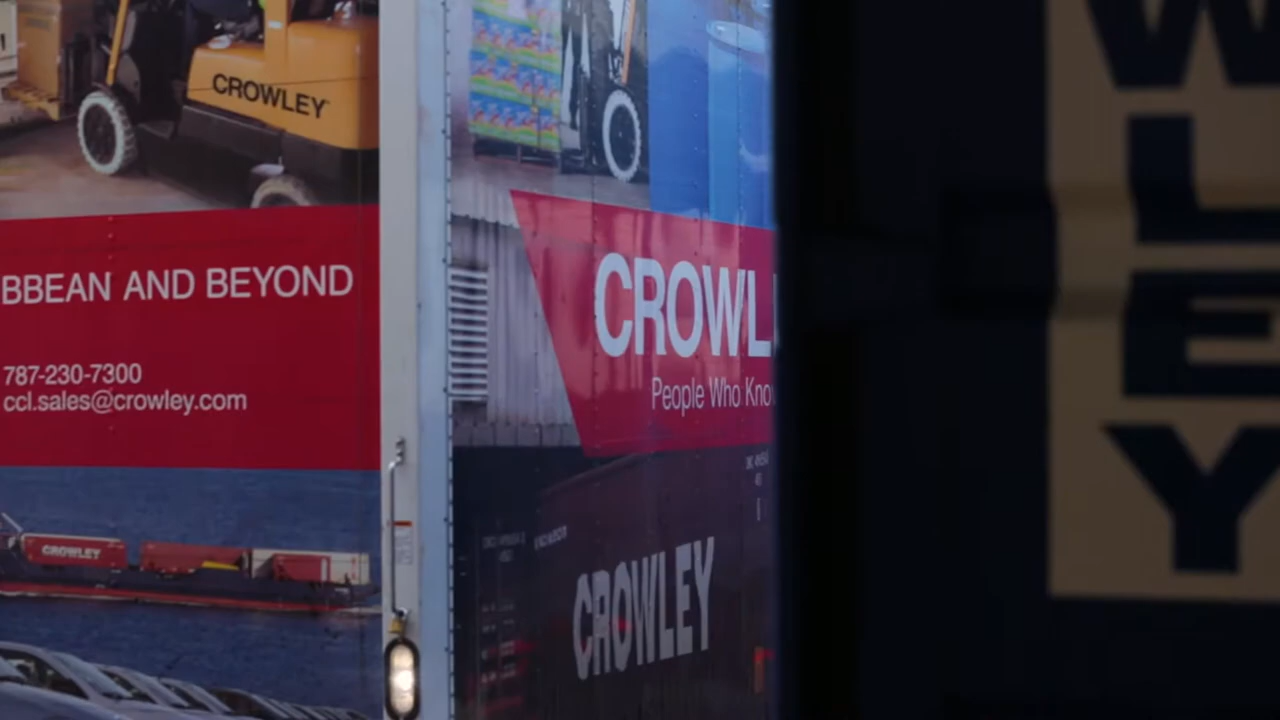 CROWLEY
BBEAN AND BEYOND
787-230-7300
ccl.sales@crowley.com
CROWLEY
CROWL
People Who Kno
CROWLEY
W
L
E
Y